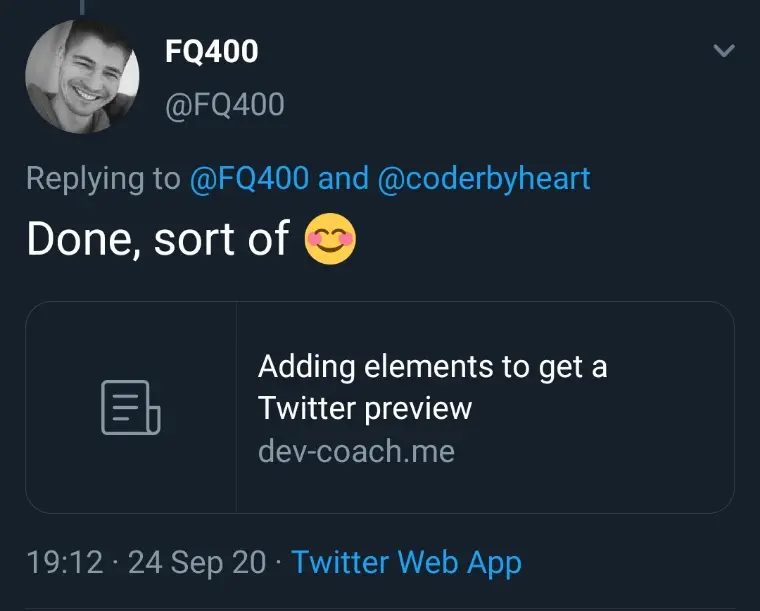 FQ400
@FQ400
Replying to @FQ400 and @coderbyheart
Done, sort of 😊
Adding elements to get a
Twitter preview
dev-coach.me
19:12 · 24 Sep 20 · Twitter Web App